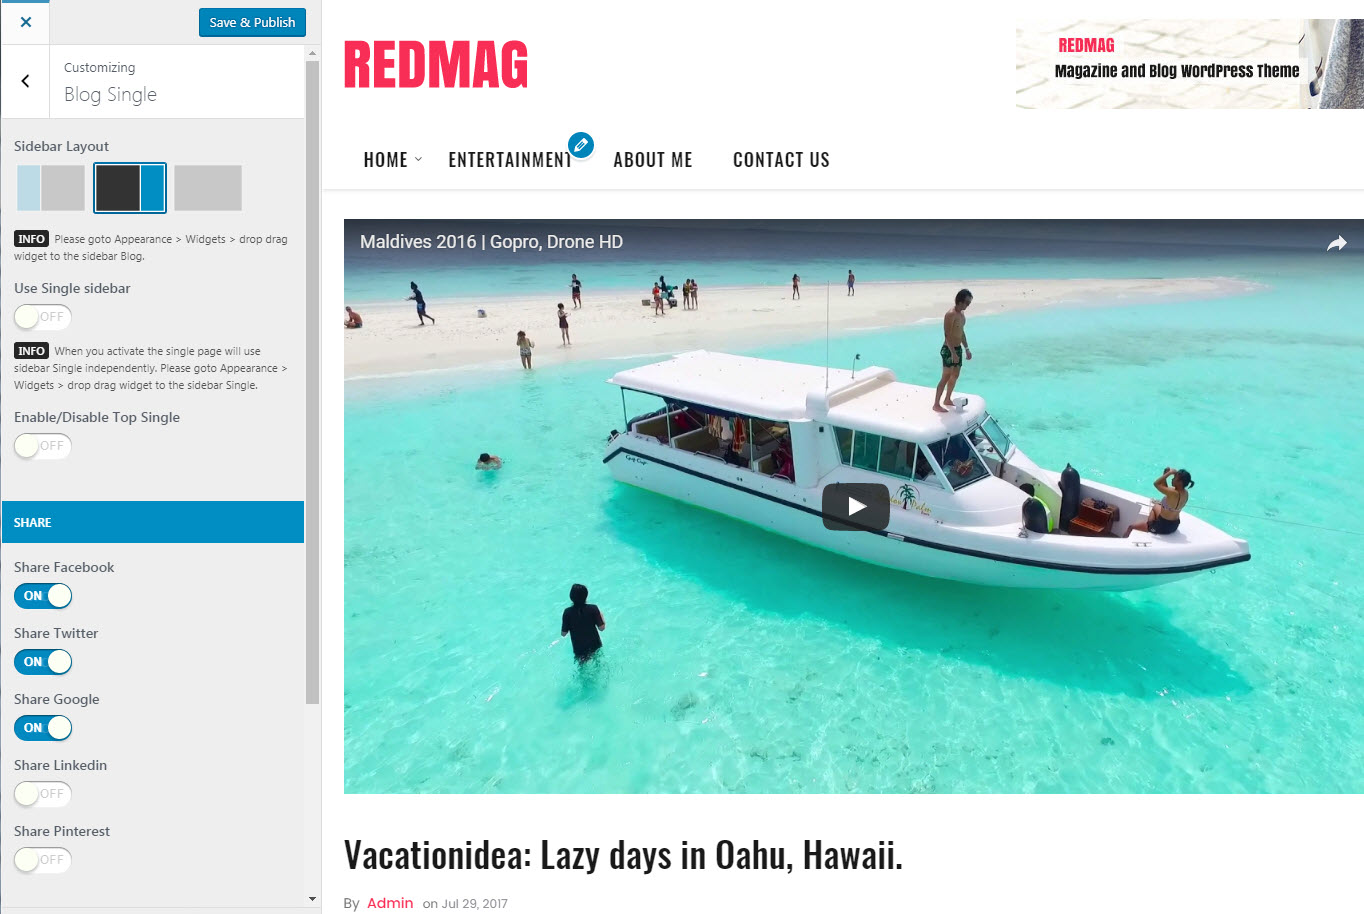 Save & Publish
Customizing
Blog Single
Sidebar Layout
INFO Please goto Appearance > Widgets > drop drag
widget to the sidebar Blog.
Use Single sidebar
OFF
INFO When you activate the single page will use
sidebar Single independently. Please goto Appearance >
Widgets > drop drag widget to the sidebar Single.
Enable/Disable Top Single
OFF
SHARE
Share Facebook
ON
Share Twitter
ON
Share Google
ON
Share Linkedin
OFF
Share Pinterest
OFF
REDMAG
REDMAG
Magazine and Blog WordPress Theme
HOME ENTERTAINMENT ABOUT ME CONTACT US
Maldives 2016 | Gopro, Drone HD
Vacationidea: Lazy days in Oahu, Hawaii.
By Admin on Jul 29, 2017